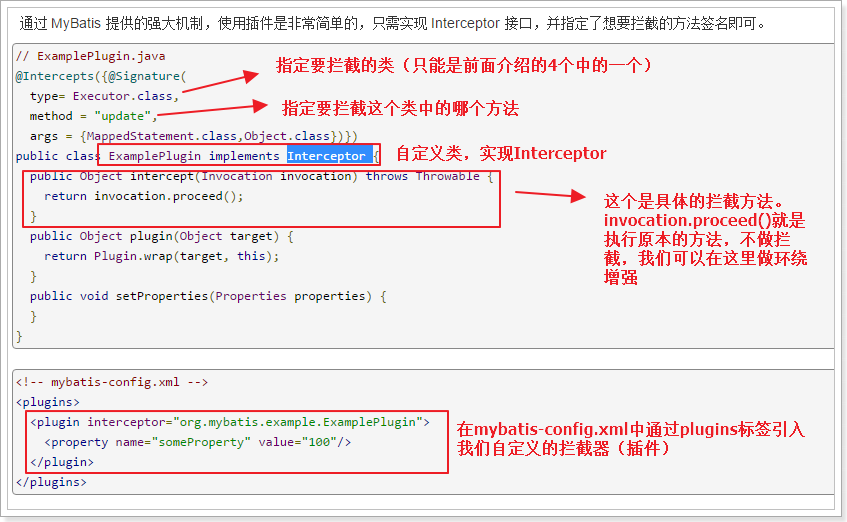 通过 MyBatis 提供的强大机制，使用插件是非常简单的，只需实现 Interceptor 接口，并指定了想要拦截的方法签名即可。
// ExamplePlugin.java
@Intercepts({@Signature(
指定要拦截的类（只能是前面介绍的4个中的一个）
type= Executor.class,
method = "update",
指定要拦截这个类中的哪个方法
args = {MappedStatement.class,Object.class})})
public class ExamplePlugin implements Interceptor {
自定义类，实现Interceptor
public Object intercept(Invocation invocation) throws Throwable {
return invocation.proceed();
}
这个是具体的拦截方法。
invocation.proceed()就是
执行原本的方法，不做拦
截，我们可以在这里做环绕
增强
public Object plugin(Object target) {
return Plugin.wrap(target, this);
}
public void setProperties(Properties properties) {
}
}
<!-- mybatis-config.xml -->
<plugins>
<plugin interceptor="org.mybatis.example.ExamplePlugin">
<property name="someProperty" value="100"/>
</plugin>
</plugins>
在mybatis-config.xml中通过plugins标签引入
我们自定义的拦截器（插件）